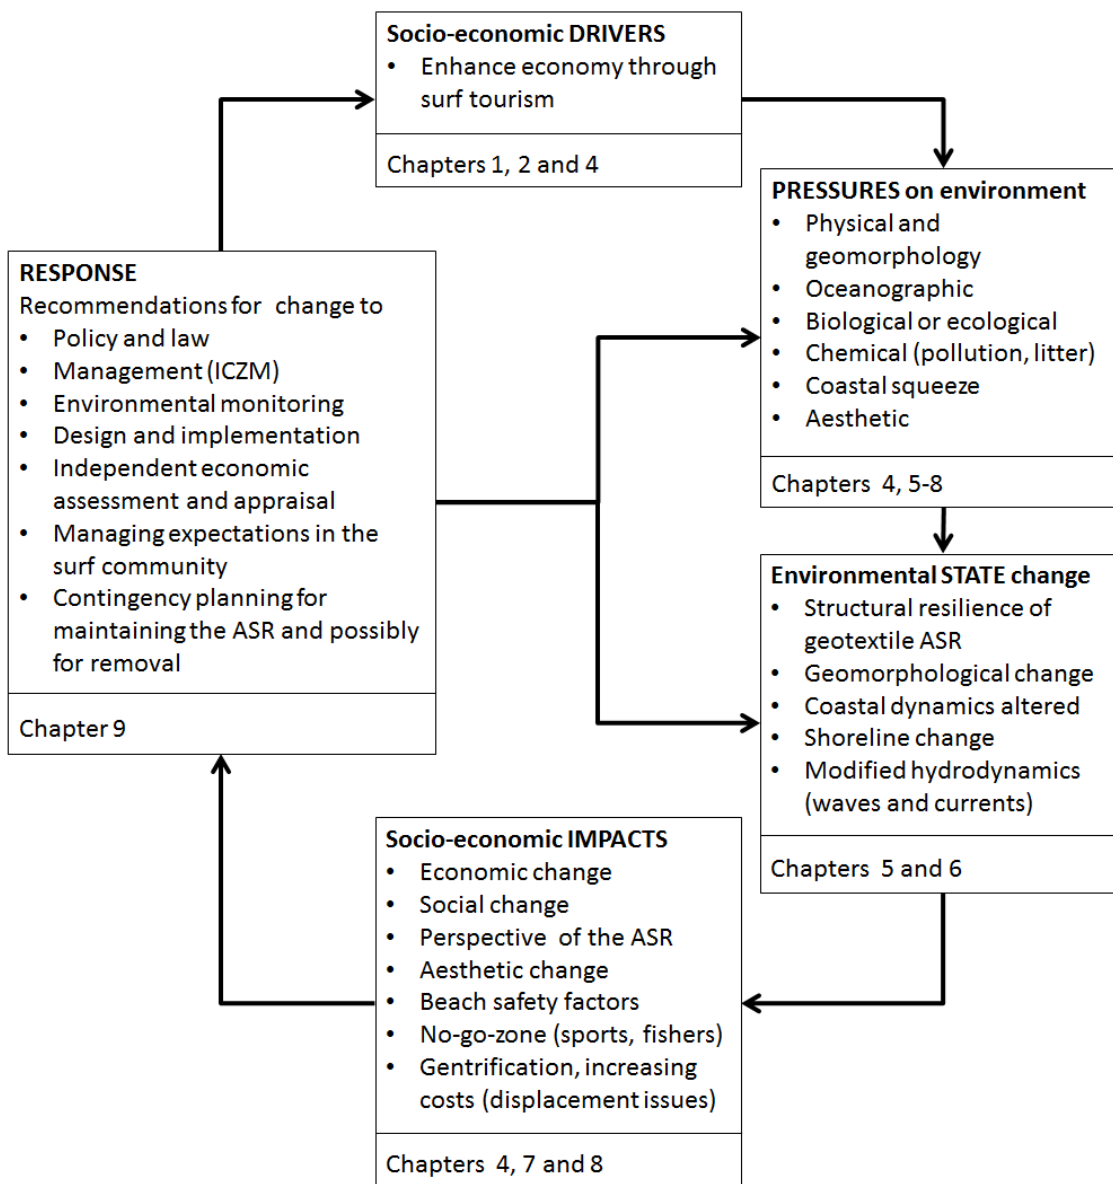 Socio-economic DRIVERS
• Enhance economy through
surf tourism
Chapters 1, 2 and 4
PRESSURES on environment
• Physical and
geomorphology
• Oceanographic
• Biological or ecological
• Chemical (pollution, litter)
• Coastal squeeze
• Aesthetic
Chapters 4, 5-8
RESPONSE
Recommendations for change to
• Policy and law
• Management (ICZM)
• Environmental monitoring
• Design and implementation
• Independent economic
assessment and appraisal
• Managing expectations in the
surf community
• Contingency planning for
maintaining the ASR and possibly
for removal
Chapter 9
Environmental STATE change
• Structural resilience of
geotextile ASR
• Geomorphological change
• Coastal dynamics altered
• Shoreline change
• Modified hydrodynamics
(waves and currents)
Chapters 5 and 6
Socio-economic IMPACTS
• Economic change
• Social change
• Perspective of the ASR
• Aesthetic change
• Beach safety factors
• No-go-zone (sports, fishers)
• Gentrification, increasing
costs (displacement issues)
Chapters 4, 7 and 8